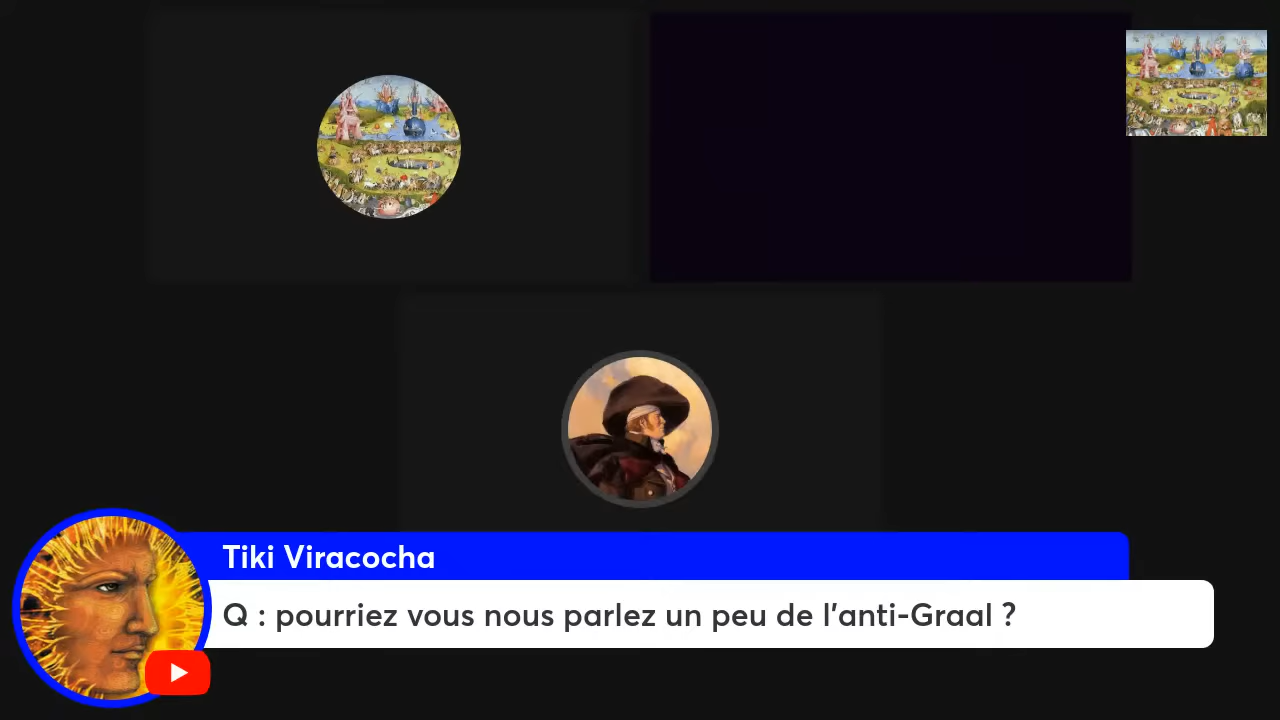 Tiki Viracocha
Q : pourriez vous nous parlez un peu de l'anti-Graal ?